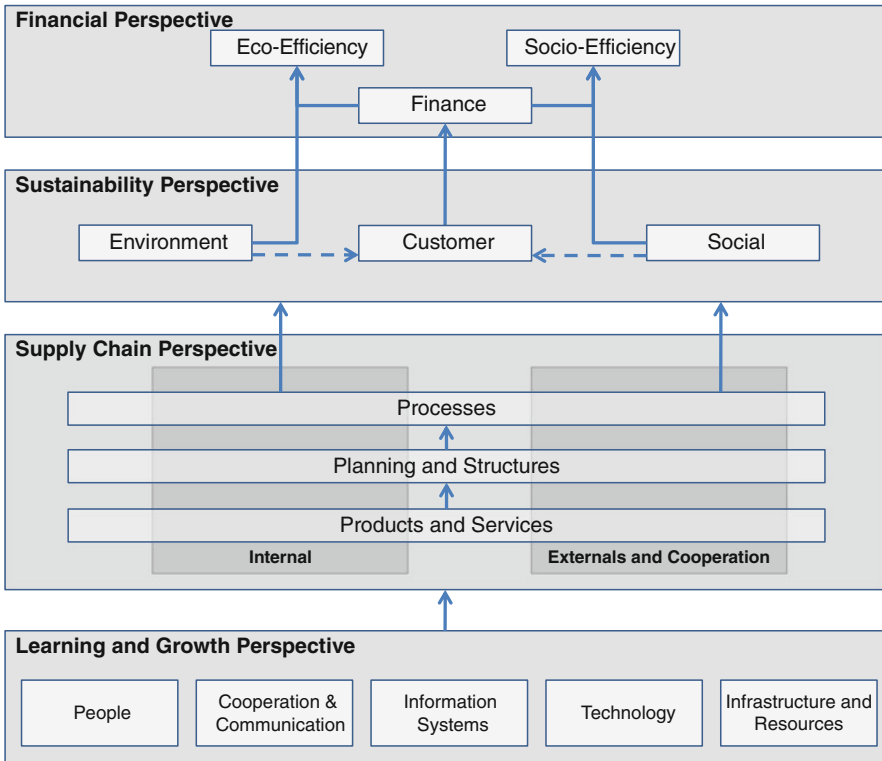 Financial Perspective
Eco-Efficiency
Socio-Efficiency
Finance
Sustainability Perspective
Environment
Customer
Social
Supply Chain Perspective
Processes
Planning and Structures
Products and Services
Internal
Externals and Cooperation
Learning and Growth Perspective
People
Cooperation &
Communication
Information
Systems
Technology
Infrastructure and
Resources